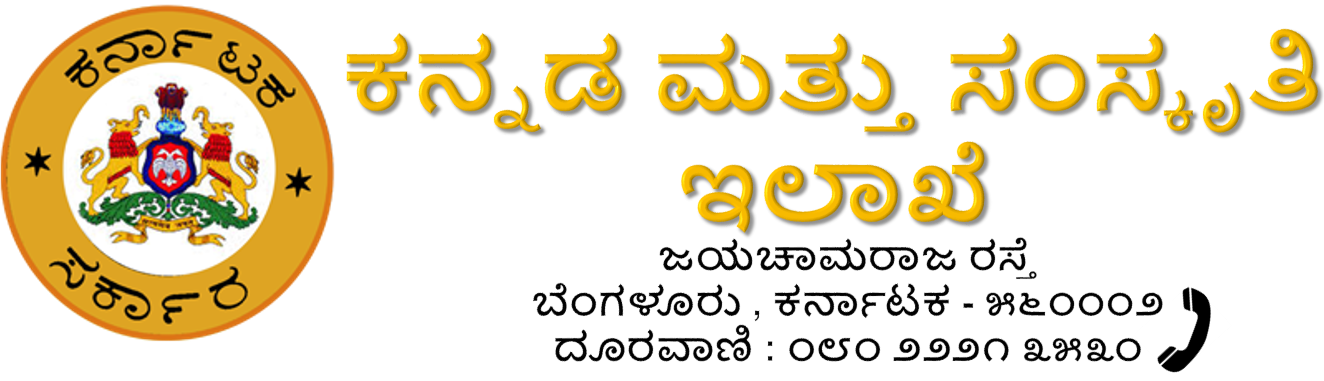 ಕರ್ನಾಟಕ
ಸರ್ಕಾರ
ಕನ್ನಡ ಮತ್ತು ಸಂಸ್ಕೃತಿ
ಇಲಾಖೆ
ಜಯಚಾಮರಾಜ ರಸ್ತೆ
ಬೆಂಗಳೂರು , ಕರ್ನಾಟಕ - ೫೬೦೦೦೨
ದೂರವಾಣಿ : ೦೮೦ ೨೨೨೧ ೩೫೩೦